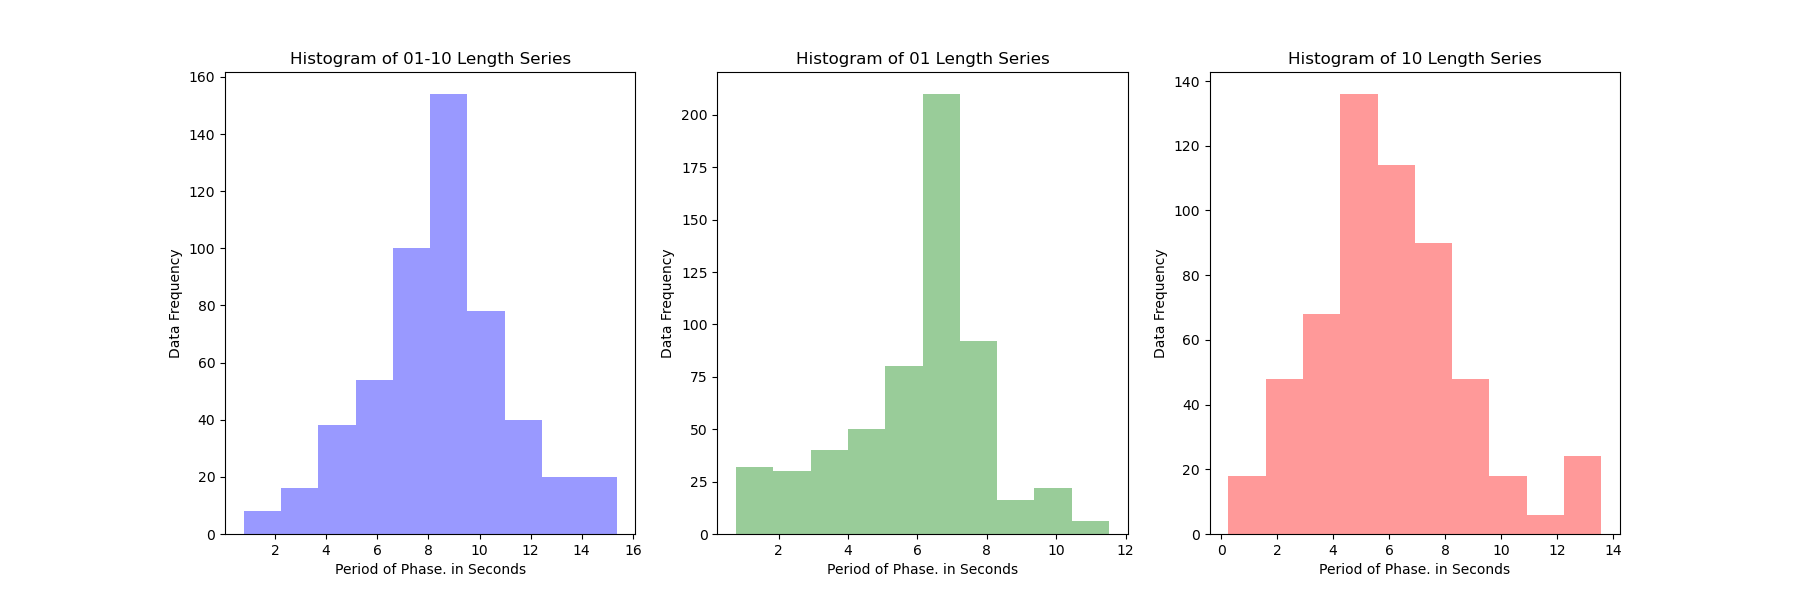 Histogram of 01-10 Length Series
160
140
120
100
80
60
40
20
0
Data Frequency
2 4 6 8 10 12 14 16
Period of Phase. in Seconds
Histogram of 01 Length Series
200
175
150
125
100
75
50
25
0
Data Frequency
2 4 6 8 10 12
Period of Phase. in Seconds
Histogram of 10 Length Series
140
120
100
80
60
40
20
0
Data Frequency
0 2 4 6 8 10 12 14
Period of Phase. in Seconds